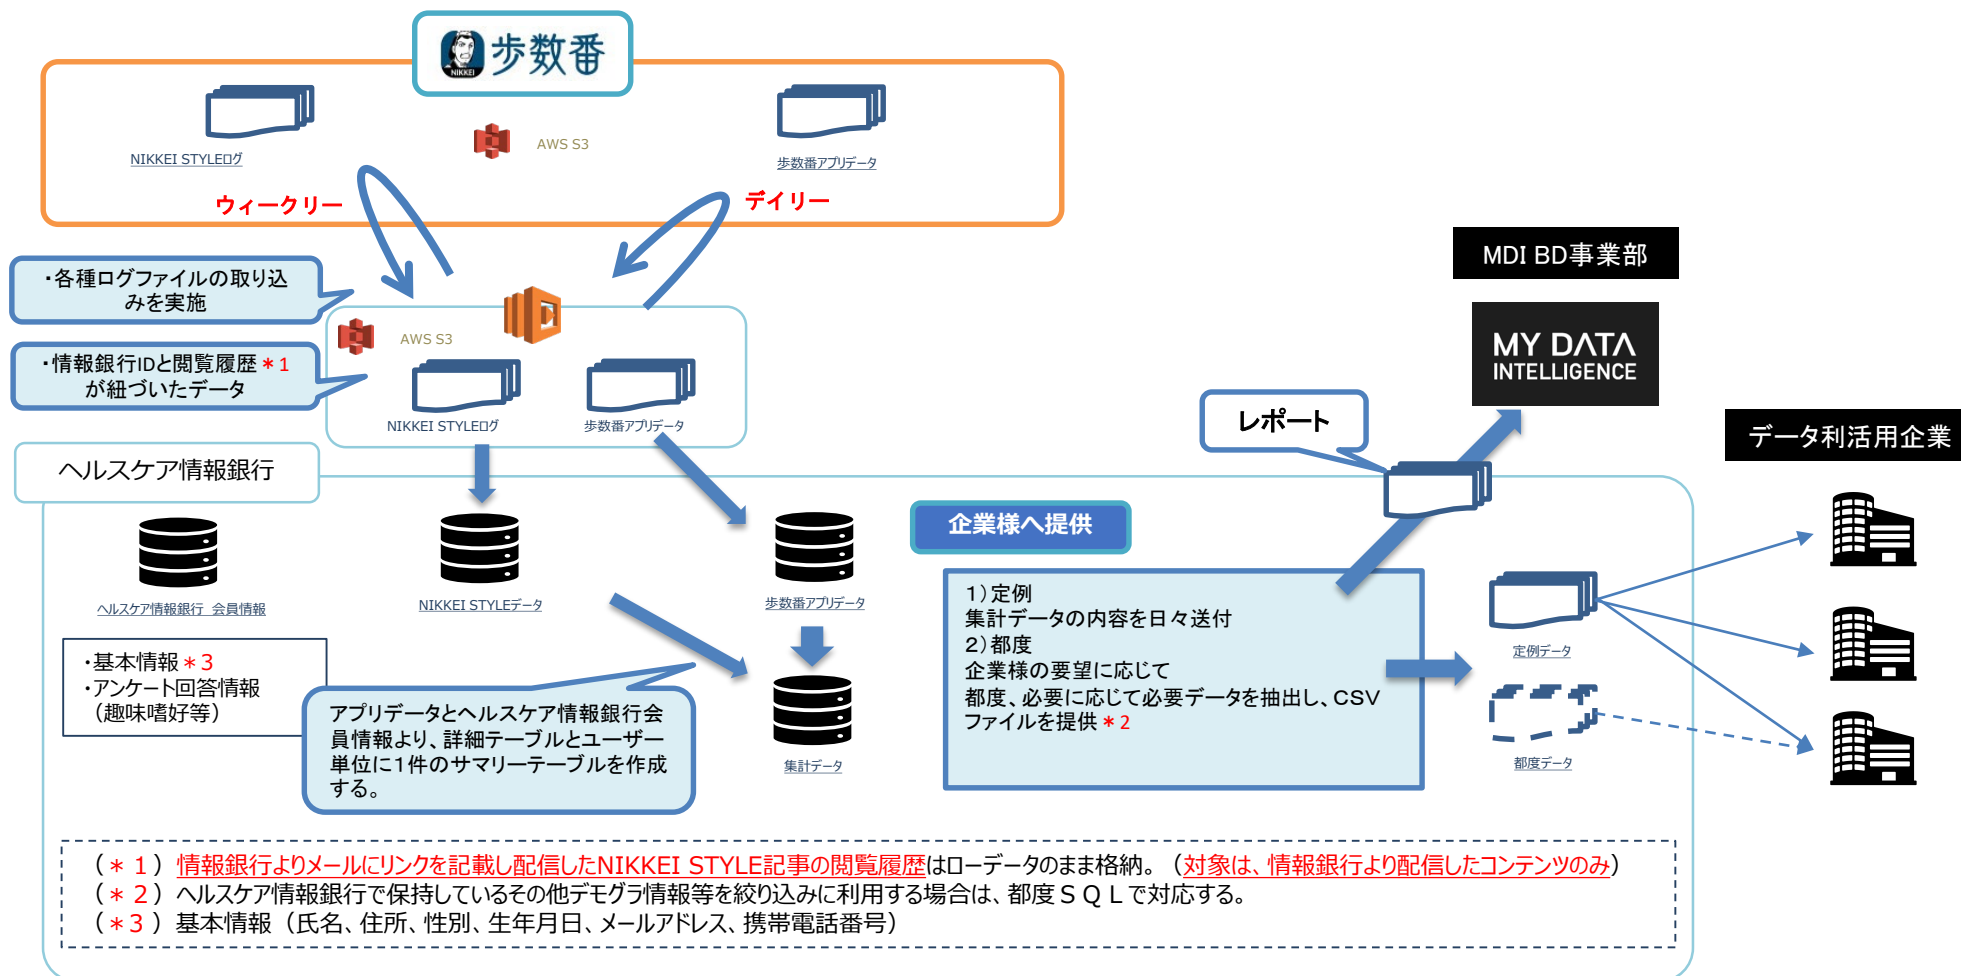 NIKKEI
歩数番
NIKKEI STYLEログ
AWS S3
歩数番アプリデータ
ウィークリー
デイリー
・各種ログファイルの取り込
みを実施
AWS S3
・情報銀行IDと閲覧履歴＊1
が紐づいたデータ
NIKKEI STYLEログ
歩数番アプリデータ
MDI BD事業部
MY DATA
INTELLIGENCE
レポート
データ利活用企業
ヘルスケア情報銀行
企業様へ提供
ヘルスケア情報銀行　会員情報
NIKKEI STYLEデータ
歩数番アプリデータ
・基本情報＊3
・アンケート回答情報
（趣味嗜好等）
アプリデータとヘルスケア情報銀行会
員情報より、詳細テーブルとユーザー
単位に1件のサマリーテーブルを作成
する。
集計データ
1）定例
集計データの内容を日々送付
2）都度
企業様の要望に応じて
都度、必要に応じて必要データを抽出し、CSV
ファイルを提供＊2
定例データ
都度データ
（＊1）情報銀行よりメールにリンクを記載し配信したNIKKEI STYLE記事の閲覧履歴はローデータのまま格納。（対象は、情報銀行より配信したコンテンツのみ）
（＊2）ヘルスケア情報銀行で保持しているその他デモグラ情報等を絞り込みに利用する場合は、都度ＳＱＬで対応する。
（＊3）基本情報（氏名、住所、性別、生年月日、メールアドレス、携帯電話番号）